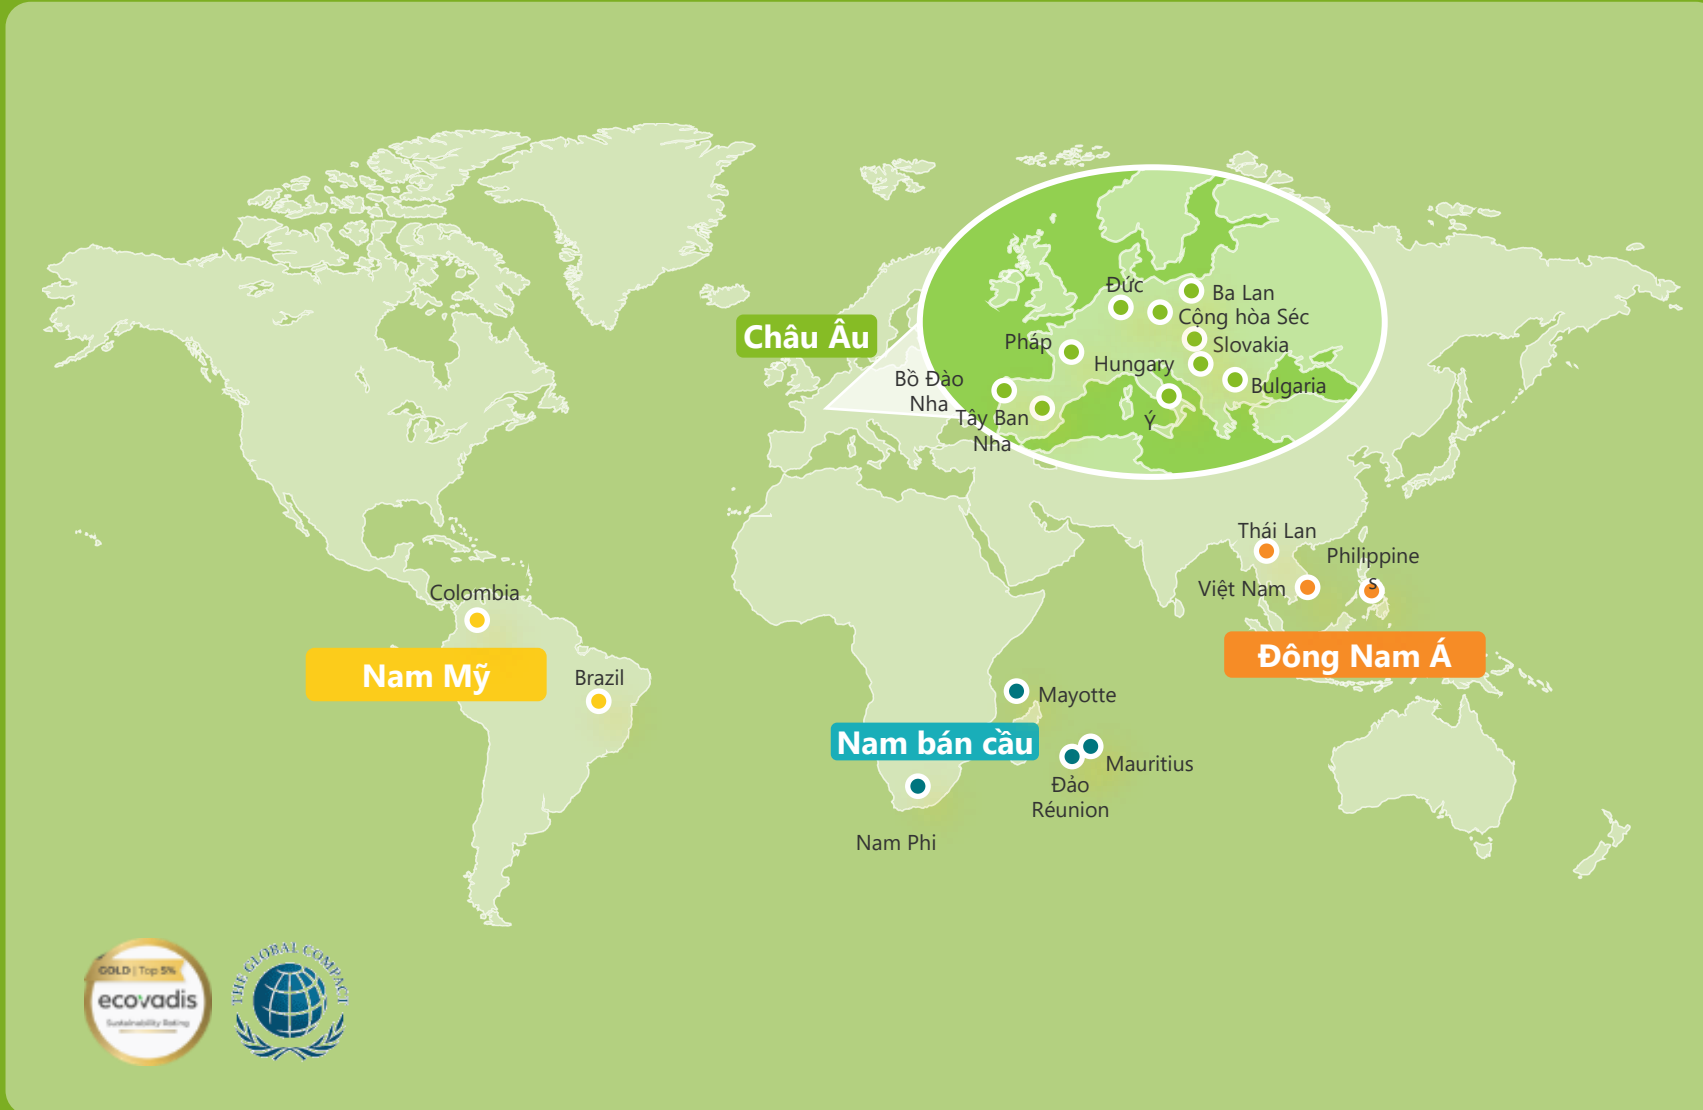 Đức
Ba Lan
Cộng hòa Séc
Châu Âu
Pháp
Slovakia
Hungary
Bồ Đào
Nha
Bulgaria
Tây Ban
Nha
Ý
Thái Lan
Philippine
s
Việt Nam
Colombia
Đông Nam Á
Nam Mỹ
Brazil
Mayotte
Nam bán cầu
Mauritius
Đảo
Réunion
Nam Phi
GOLD | Top 5%
ecovadis
Sustainability Rating
THE GLOBAL COMPACT